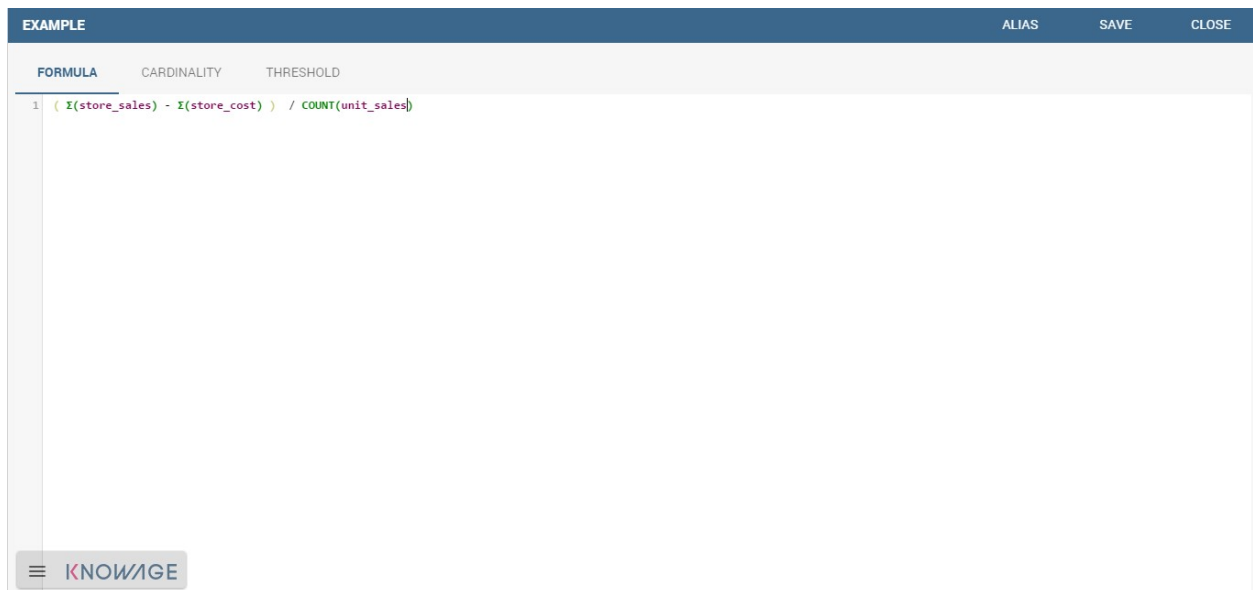 EXAMPLE ALIAS SAVE CLOSE
FORMULA CARDINALITY THRESHOLD
1 ( Σ(store_sales) - Σ(store_cost) ) / COUNT(unit_sales)
KNOWAGE